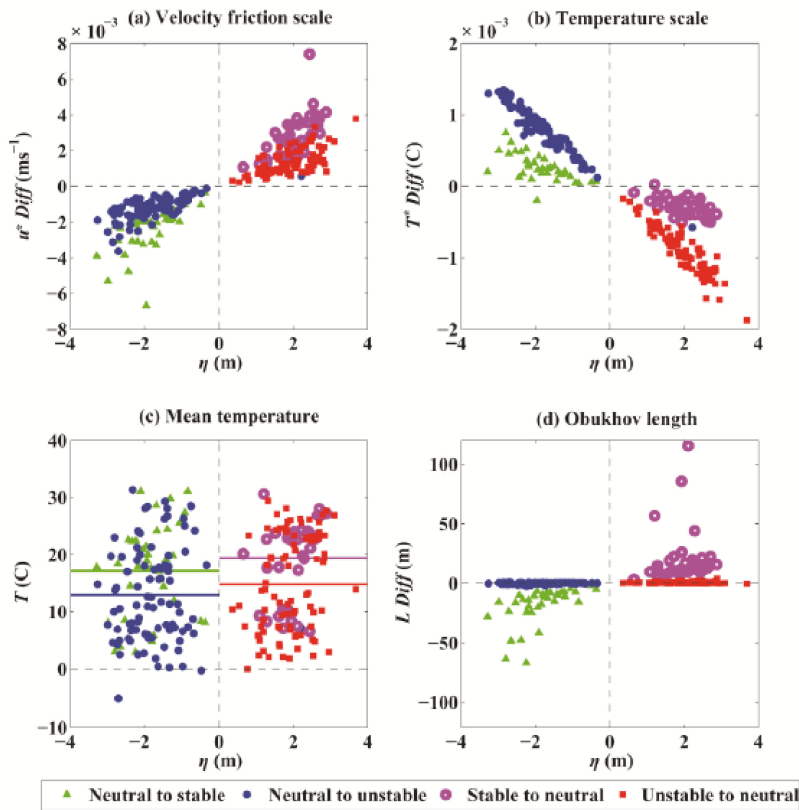 (a) Velocity friction scale
(b) Temperature scale
8 × 10⁻³
6
4
2
0
−2
−4
−6
−8
u* Diff (ms⁻¹)
−4 −2 0 2 4
η (m)
2 × 10⁻³
1
0
−1
−2
T* Diff (C)
−4 −2 0 2 4
η (m)
(c) Mean temperature
(d) Obukhov length
40
30
20
10
0
−10
T (C)
−4 −2 0 2 4
η (m)
100
50
0
−50
−100
L Diff (m)
−4 −2 0 2 4
η (m)
Neutral to stable Neutral to unstable Stable to neutral Unstable to neutral